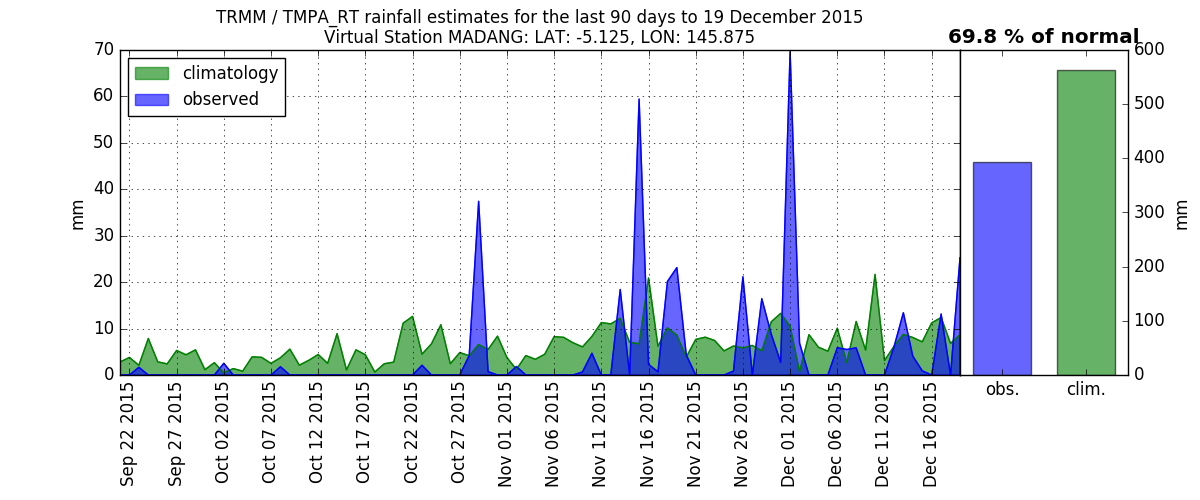 TRMM / TMPA_RT rainfall estimates for the last 90 days to 19 December 2015
Virtual Station MADANG: LAT: -5.125, LON: 145.875
69.8 % of normal
climatology
observed
70
60
50
40
30
20
10
0
mm
Sep 22 2015
Sep 27 2015
Oct 02 2015
Oct 07 2015
Oct 12 2015
Oct 17 2015
Oct 22 2015
Oct 27 2015
Nov 01 2015
Nov 06 2015
Nov 11 2015
Nov 16 2015
Nov 21 2015
Nov 26 2015
Dec 01 2015
Dec 06 2015
Dec 11 2015
Dec 16 2015
obs.
clim.
600
500
400
300
200
100
0
mm